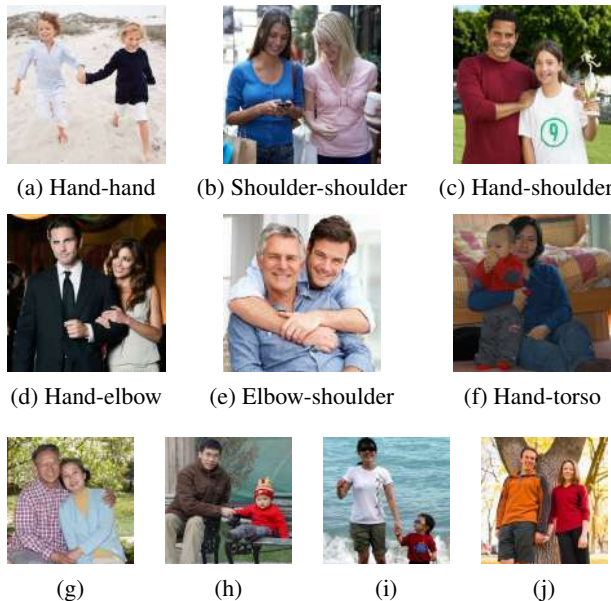 9
(a) Hand-hand
(b) Shoulder-shoulder
(c) Hand-shoulder
(d) Hand-elbow
(e) Elbow-shoulder
(f) Hand-torso
(g)
(h)
(i)
(j)